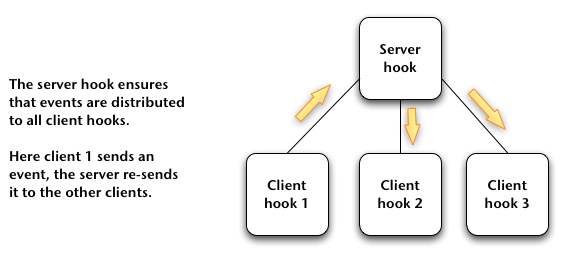 The server hook ensures
that events are distributed
to all client hooks.
Here client 1 sends an
event, the server re-sends
it to the other clients.
Server
hook
Client
hook 1
Client
hook 2
Client
hook 3